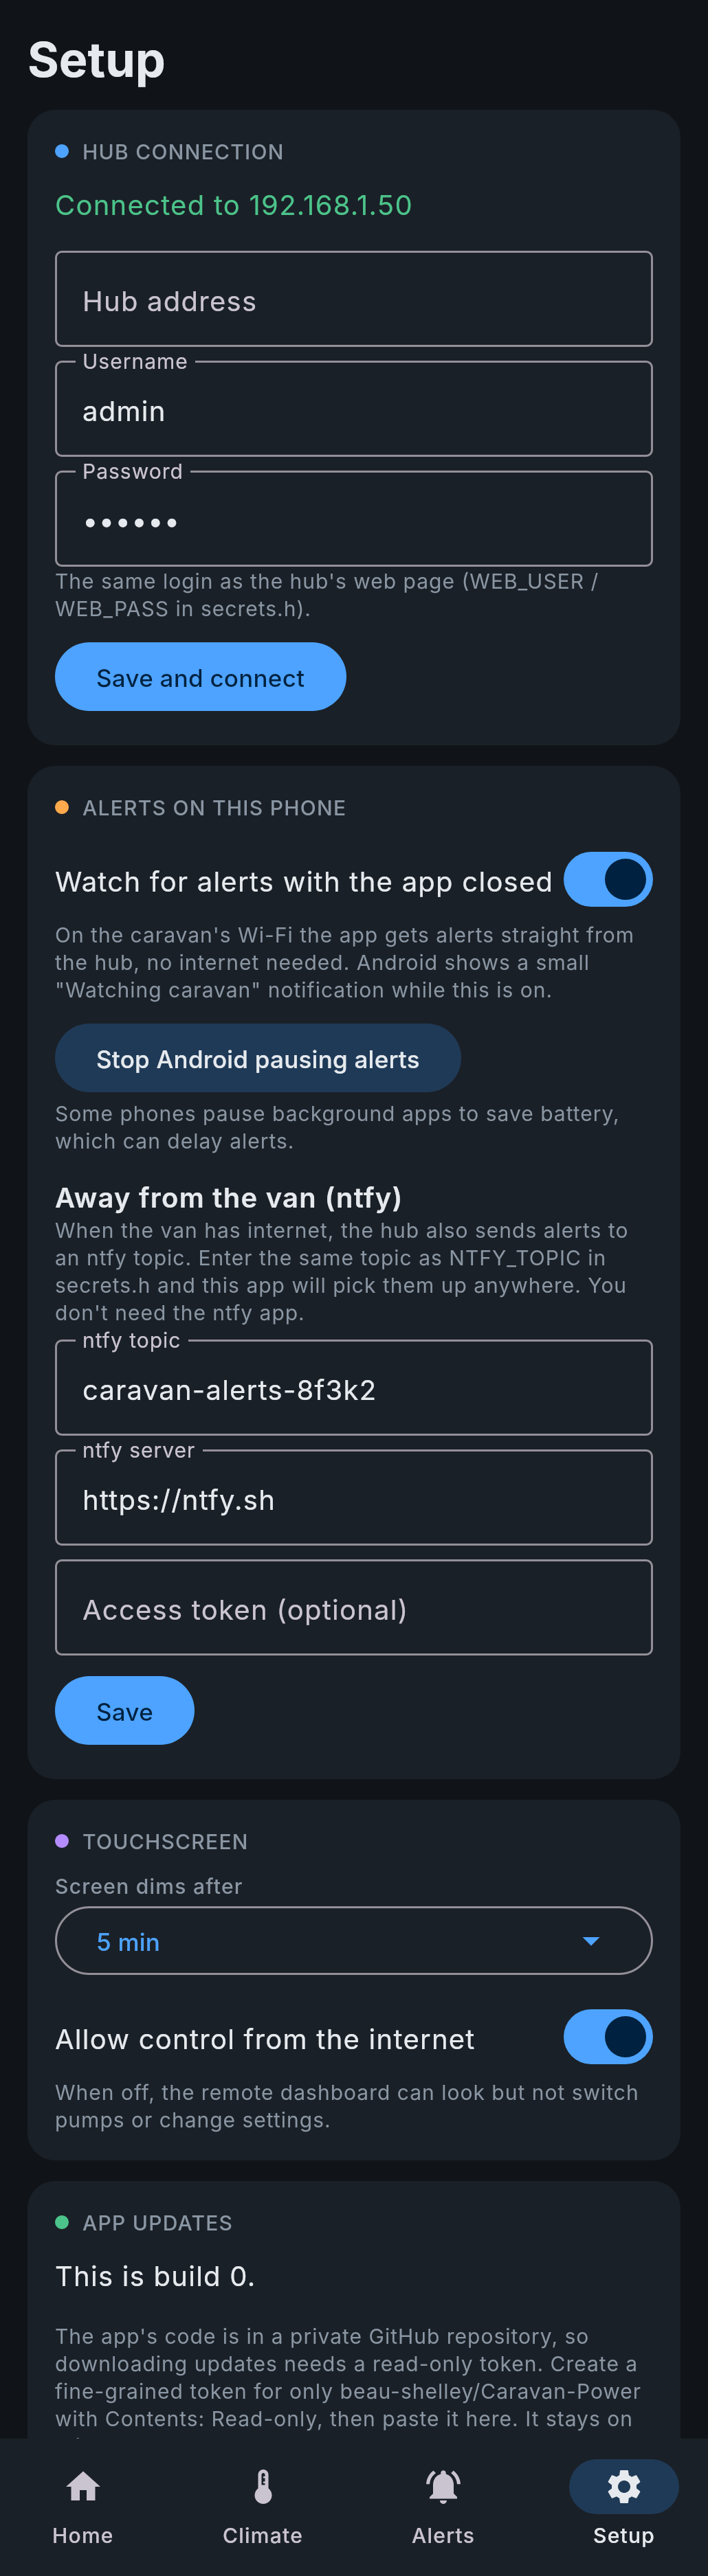 Setup
HUB CONNECTION
Connected to 192.168.1.50
Hub address
Username
admin
Password
••••••
The same login as the hub's web page (WEB_USER /
WEB_PASS in secrets.h).
Save and connect
ALERTS ON THIS PHONE
Watch for alerts with the app closed
On the caravan's Wi-Fi the app gets alerts straight from
the hub, no internet needed. Android shows a small
"Watching caravan" notification while this is on.
Stop Android pausing alerts
Some phones pause background apps to save battery,
which can delay alerts.
Away from the van (ntfy)
When the van has internet, the hub also sends alerts to
an ntfy topic. Enter the same topic as NTFY_TOPIC in
secrets.h and this app will pick them up anywhere. You
don't need the ntfy app.
ntfy topic
caravan-alerts-8f3k2
ntfy server
https://ntfy.sh
Access token (optional)
Save
TOUCHSCREEN
Screen dims after
5 min
Allow control from the internet
When off, the remote dashboard can look but not switch
pumps or change settings.
APP UPDATES
This is build 0.
The app's code is in a private GitHub repository, so
downloading updates needs a read-only token. Create a
fine-grained token for only beau-shelley/Caravan-Power
with Contents: Read-only, then paste it here. It stays on
Home
Climate
Alerts
Setup